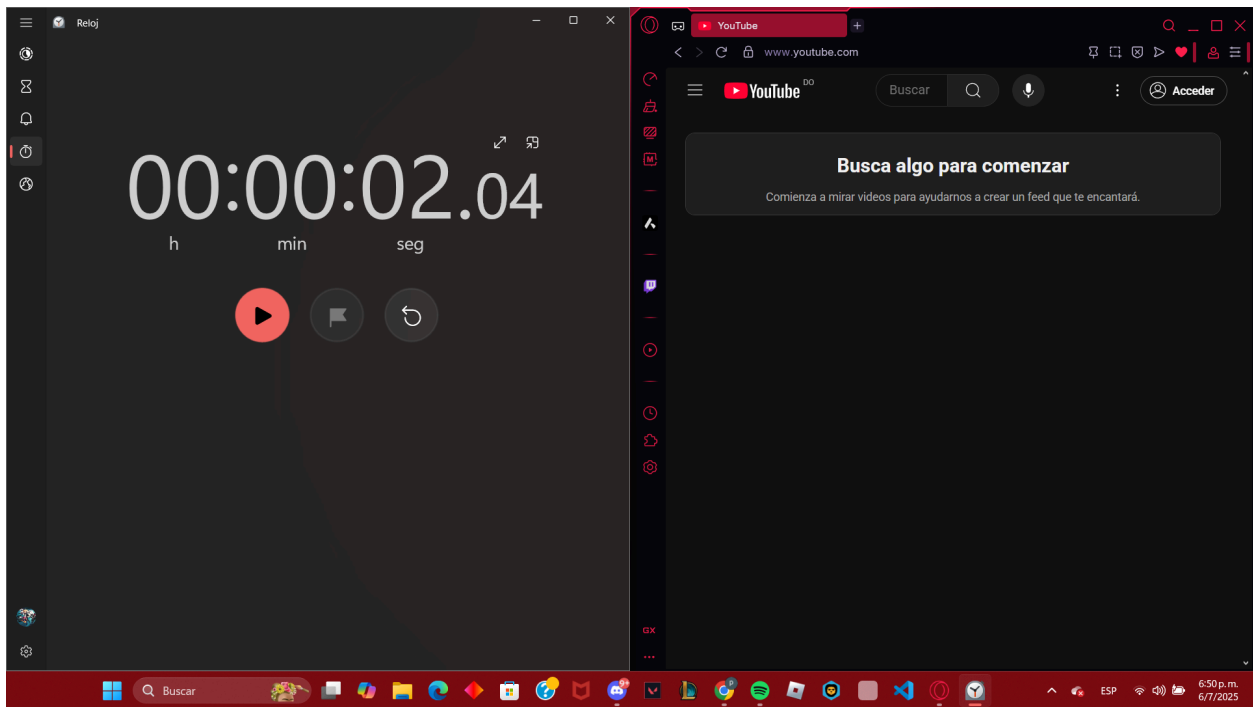 Reloj
00:00:02.04
h min seg
YouTube
www.youtube.com
YouTube DO
Buscar
Acceder
Busca algo para comenzar
Comienza a mirar videos para ayudarnos a crear un feed que te encantará.
GX
Buscar
9+
P
ESP
6:50 p.m.
6/7/2025